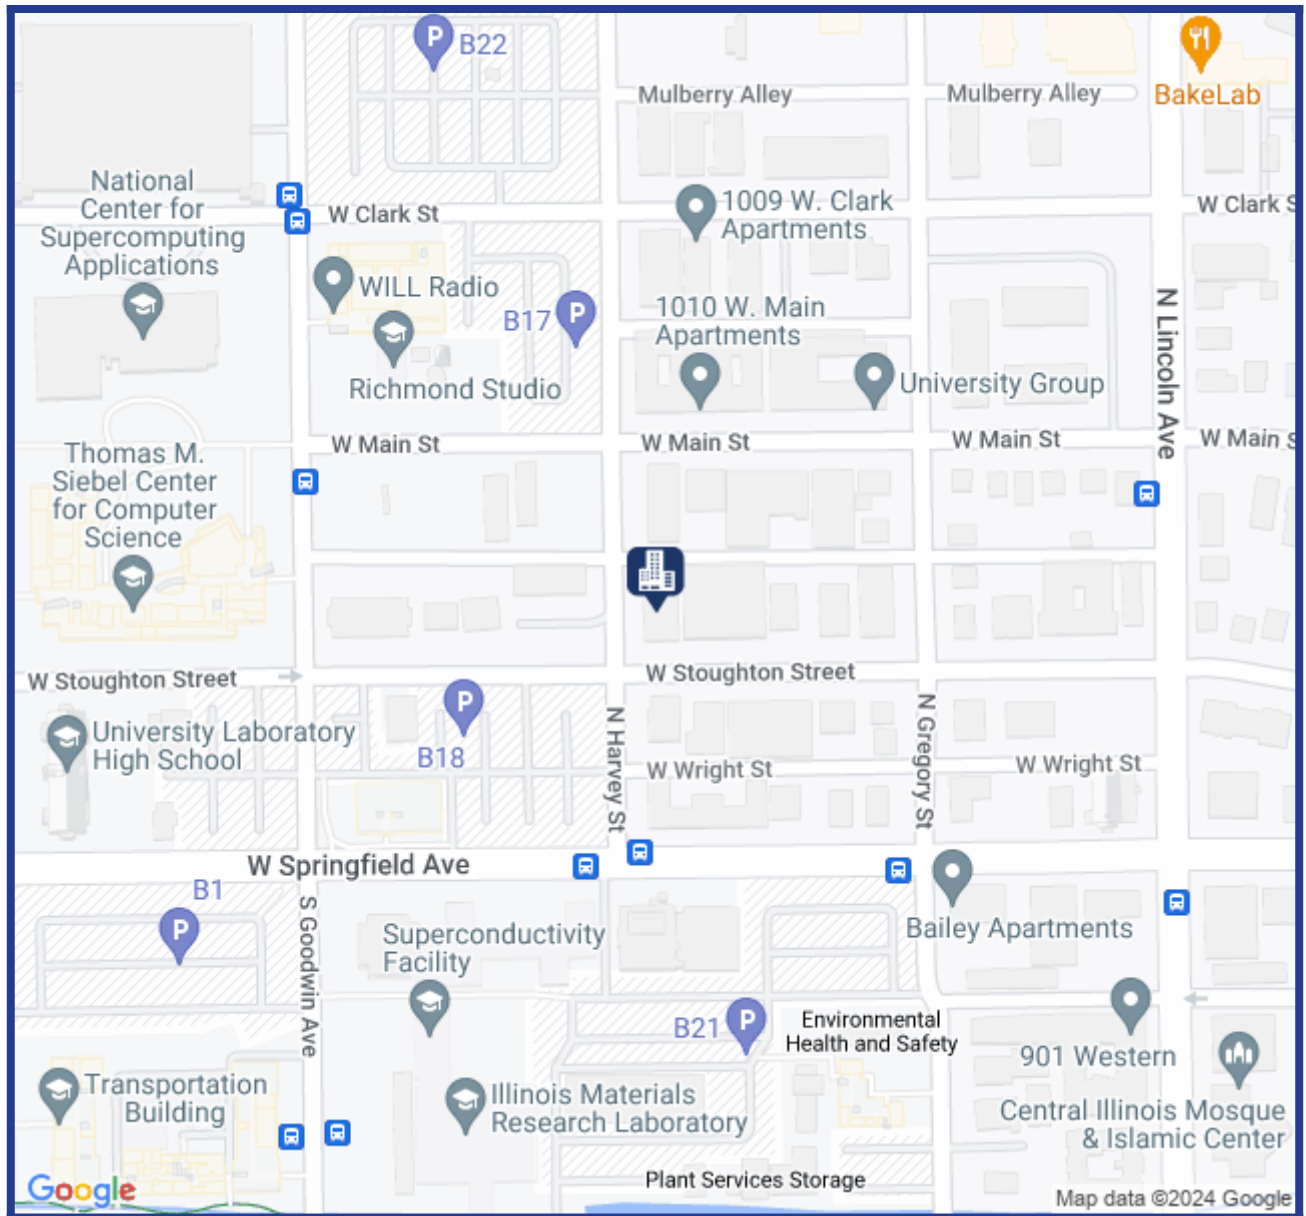 P
B22
Mulberry Alley
Mulberry Alley
BakeLab
National
Center for
Supercomputing
Applications
W Clark St
1009 W. Clark
Apartments
W Clark S
WILL Radio
B17
P
1010 W. Main
Apartments
Richmond Studio
University Group
N Lincoln Ave
W Main St
W Main St
W Main St
W Main S
Thomas M.
Siebel Center
for Computer
Science
W Stoughton Street
W Stoughton Street
University Laboratory
High School
P
B18
N Harvey St
N Gregory St
W Wright St
W Wright St
W Springfield Ave
B1
P
S Goodwin Ave
Superconductivity
Facility
Bailey Apartments
B21
P
Environmental
Health and Safety
901 Western
Transportation
Building
Illinois Materials
Research Laboratory
Central Illinois Mosque
& Islamic Center
Plant Services Storage
Google
Map data ©2024 Google